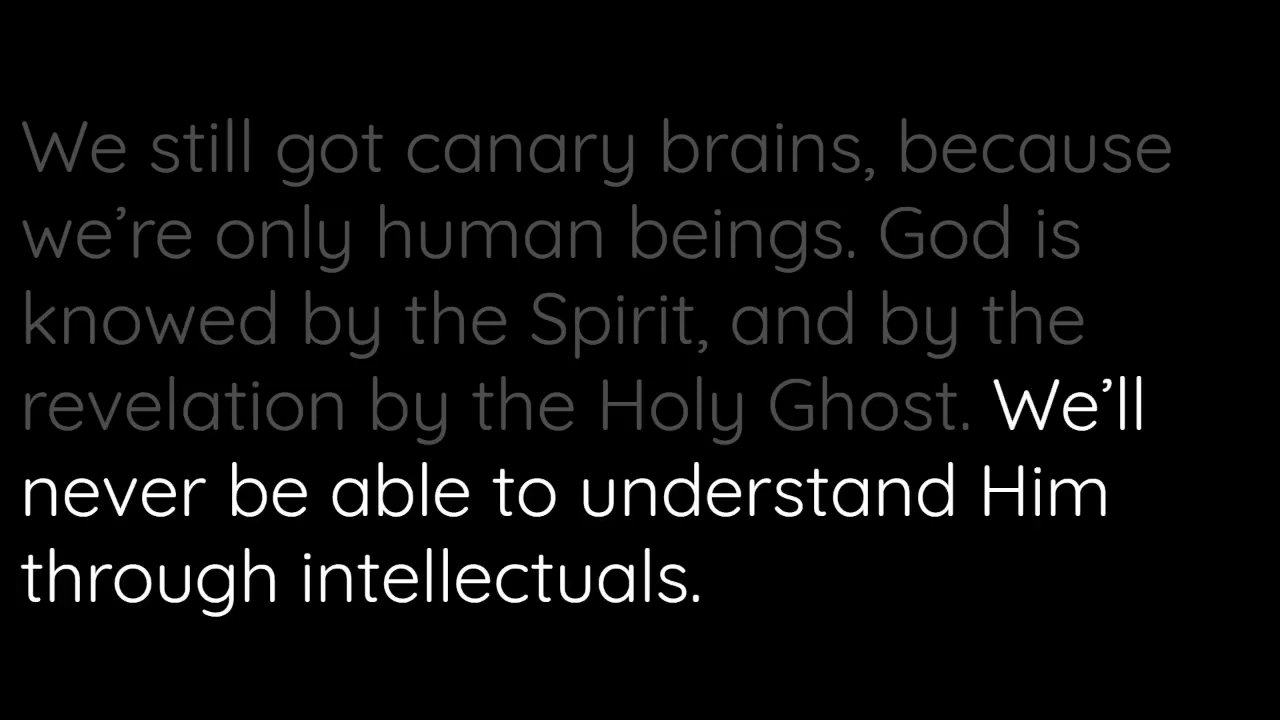 We still got canary brains, because
we’re only human beings. God is
knowed by the Spirit, and by the
revelation by the Holy Ghost. We’ll
never be able to understand Him
through intellectuals.